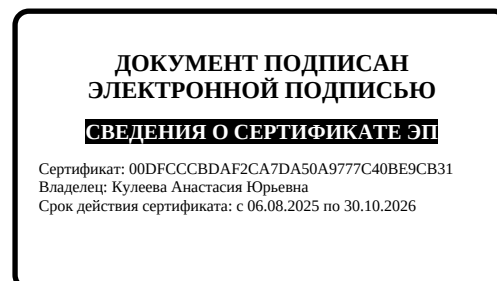 ДОКУМЕНТ ПОДПИСАН
ЭЛЕКТРОННОЙ ПОДПИСЬЮ
СВЕДЕНИЯ О СЕРТИФИКАТЕ ЭП
Сертификат: 00DFCCCBDAF2CA7DA50A9777C40BE9CB31
Владелец: Кулеева Анастасия Юрьевна
Срок действия сертификата: с 06.08.2025 по 30.10.2026